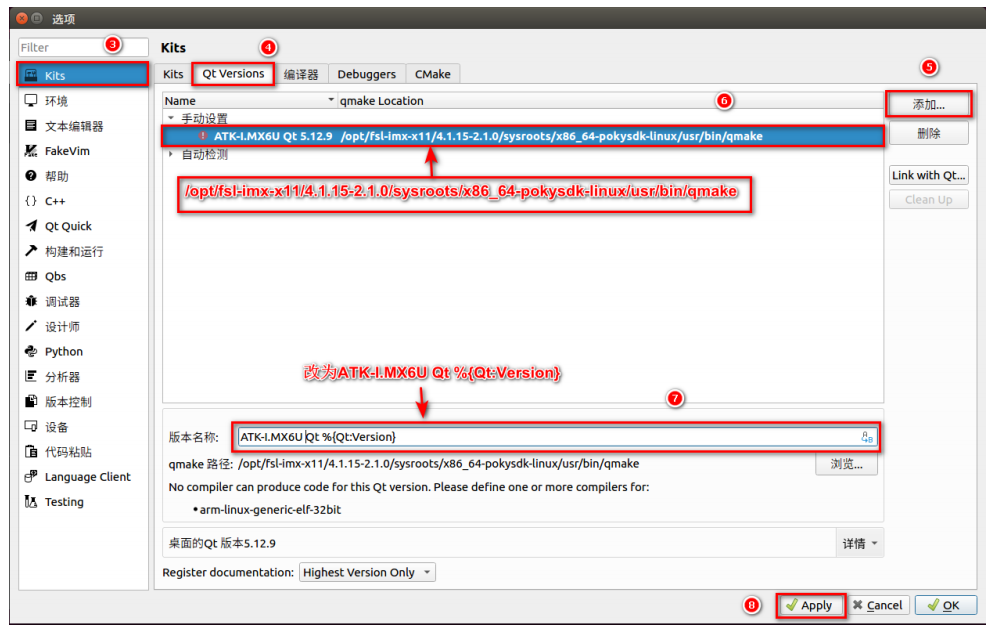 选项
Filter
3
Kits
环境
文本编辑器
FakeVim
帮助
{} C++
Qt Quick
构建和运行
Qbs
调试器
设计师
Python
分析器
版本控制
设备
代码粘贴
Language Client
Testing
Kits
4
Kits Qt Versions 编译器 Debuggers CMake
5
Name qmake Location
6
添加...
手动设置
ATK-I.MX6U Qt 5.12.9 /opt/fsl-imx-x11/4.1.15-2.1.0/sysroots/x86_64-pokysdk-linux/usr/bin/qmake
删除
自动检测
Link with Qt...
/opt/fsl-imx-x11/4.1.15-2.1.0/sysroots/x86_64-pokysdk-linux/usr/bin/qmake
Clean Up
改为ATK-I.MX6U Qt %{Qt:Version}
7
版本名称: ATK-I.MX6U Qt %{Qt:Version}
qmake 路径: /opt/fsl-imx-x11/4.1.15-2.1.0/sysroots/x86_64-pokysdk-linux/usr/bin/qmake 浏览...
No compiler can produce code for this Qt version. Please define one or more compilers for:
•arm-linux-generic-elf-32bit
桌面的Qt 版本5.12.9 详情
Register documentation: Highest Version Only
8
Apply Cancel OK